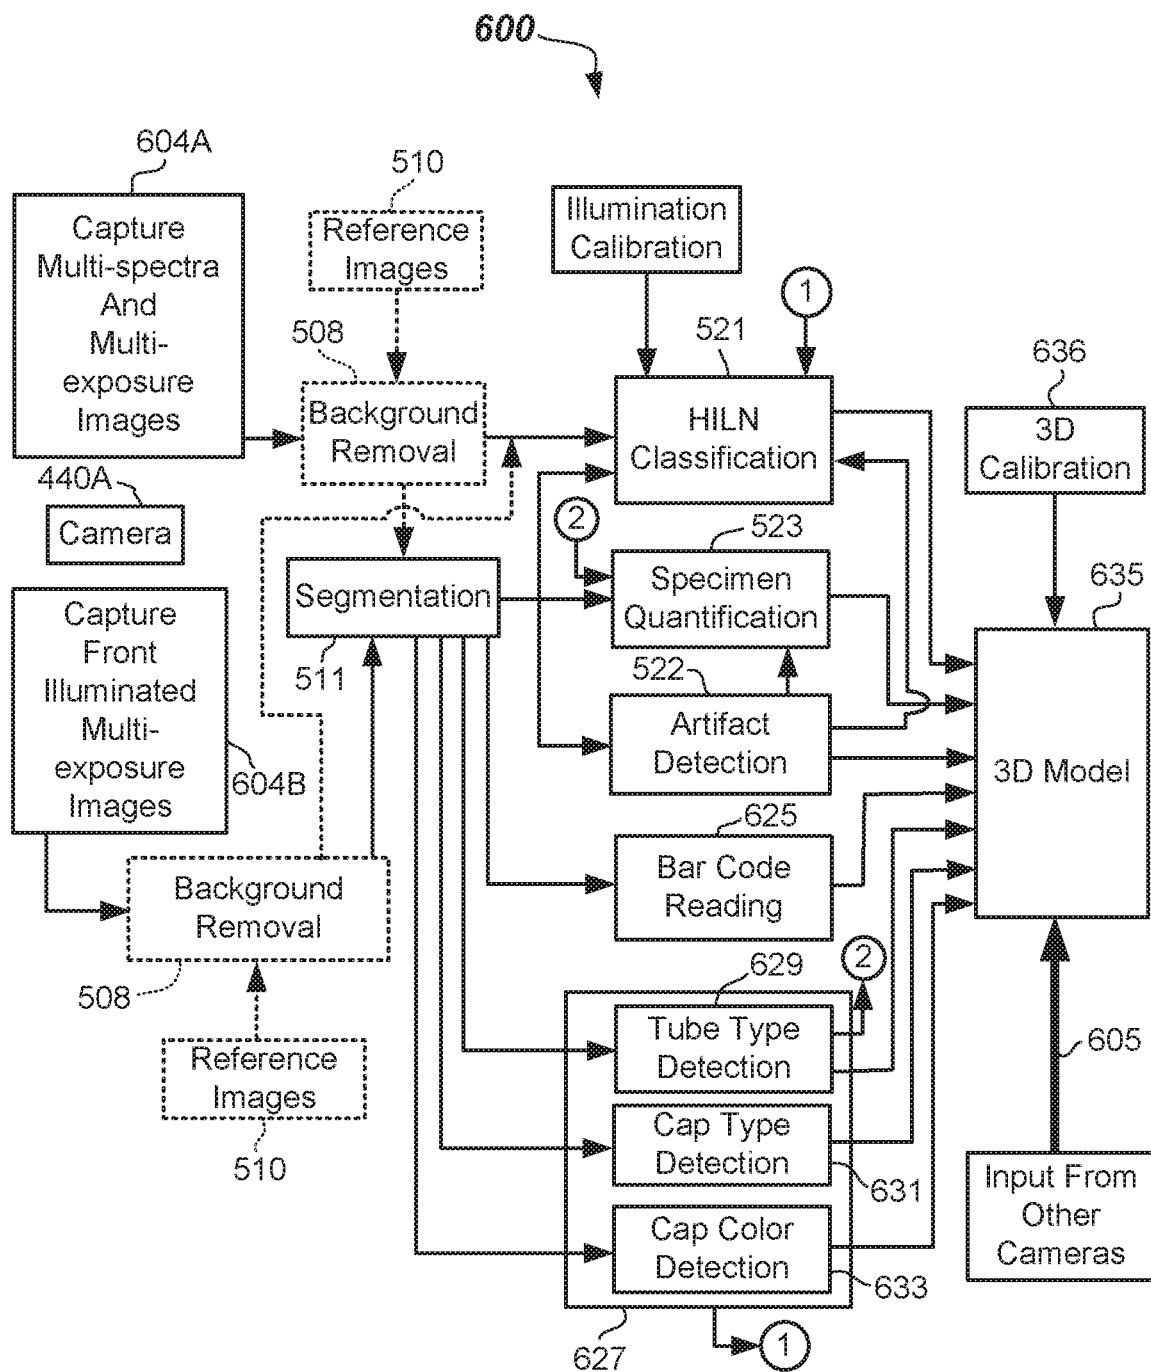 600
604A
Capture
Multi-spectra
And
Multi-
exposure
Images
510
Reference
Images
Illumination
Calibration
1
508
Background
Removal
521
HILN
Classification
636
3D
Calibration
440A
Camera
2
523
Specimen
Quantification
Segmentation
511
635
3D Model
Capture
Front
Illuminated
Multi-
exposure
Images
604B
522
Artifact
Detection
625
Bar Code
Reading
Background
Removal
508
Reference
Images
510
629
2
Tube Type
Detection
605
Cap Type
Detection
631
Input From
Other
Cameras
Cap Color
Detection
633
627
1